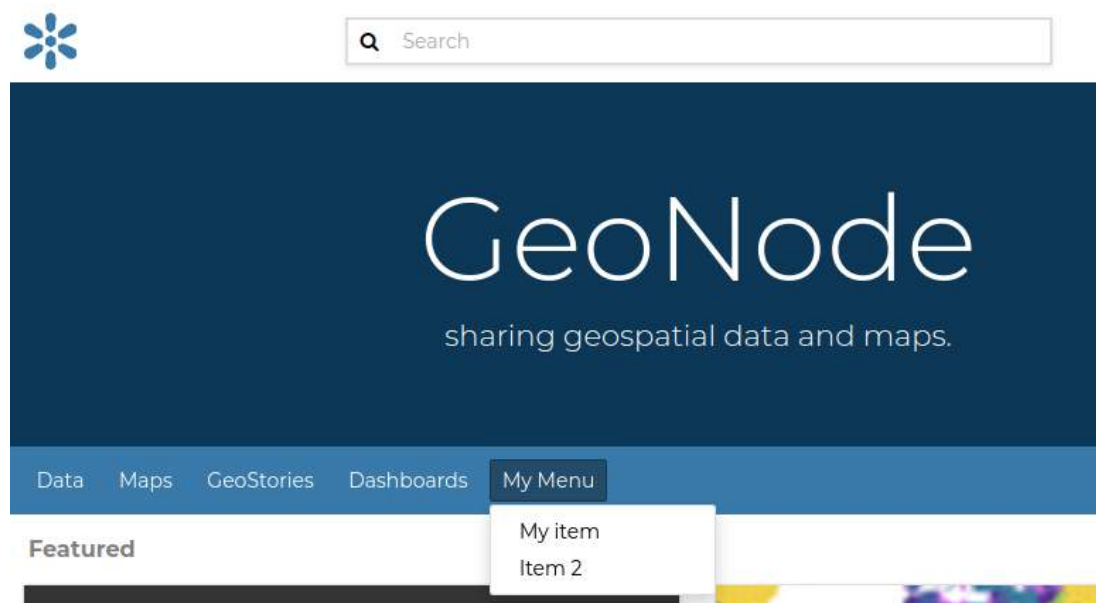 Search
GeoNode
sharing geospatial data and maps.
Data Maps GeoStories Dashboards My Menu
My item
Featured
Item 2